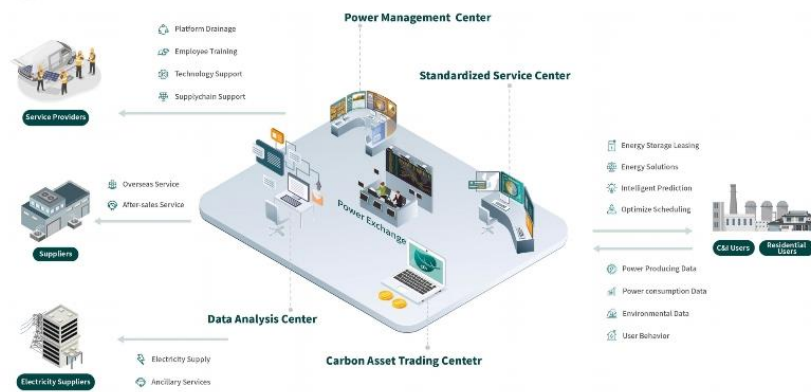 Power Management Center
Platform Drainage
Employee Training
Technology Support
Supplychain Support
Service Providers
Standardized Service Center
Overseas Service
After-sales Service
Suppliers
Power Exchange
Energy Storage Leasing
Energy Solutions
Intelligent Prediction
Optimize Scheduling
C&I Users
Residential
Users
Power Producing Data
Power consumption Data
Environmental Data
User Behavior
Data Analysis Center
Carbon Asset Trading Centetr
Electricity Supply
Ancillary Services
Electricity Suppliers